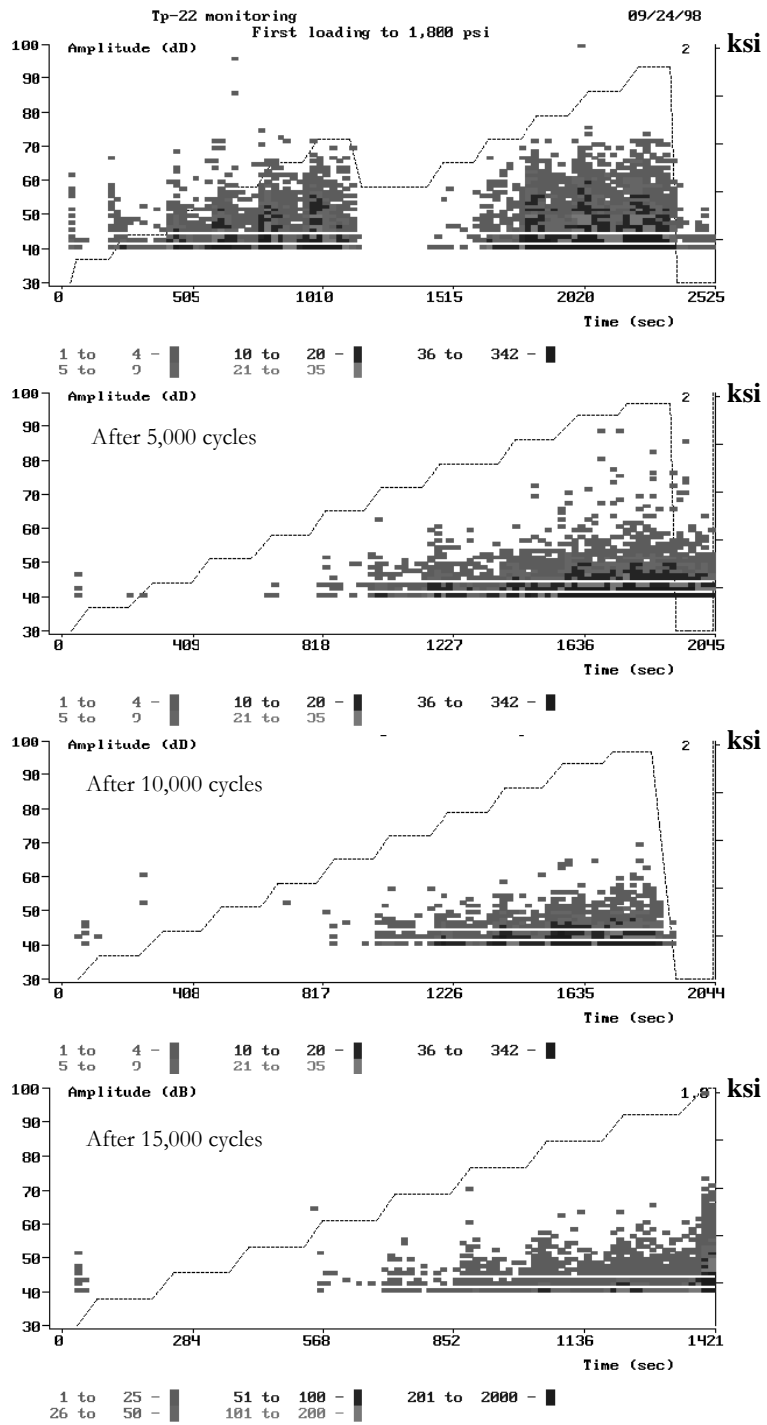 Tp-22 monitoring 09/24/98
First loading to 1,800 psi
Amplitude (dD) 2 ksi
100
90
80
70
60
50
40
30
0 505 1010 1515 2020 2525
Time (sec)
1 to 4 - 10 to 20 - 36 to 342 -
5 to 9 21 to 35
Amplitude (dD) 2 ksi
After 5,000 cycles
100
90
80
70
60
50
40
30
0 409 818 1227 1636 2045
Time (sec)
1 to 4 - 10 to 20 - 36 to 342 -
5 to 9 21 to 35
Amplitude (dD) 2 ksi
After 10,000 cycles
100
90
80
70
60
50
40
30
0 408 817 1226 1635 2044
Time (sec)
1 to 4 - 10 to 20 - 36 to 342 -
5 to 9 21 to 35
Amplitude (dB) 1.8 ksi
After 15,000 cycles
100
90
80
70
60
50
40
30
0 284 568 852 1136 1421
Time (sec)
1 to 25 - 51 to 100 - 201 to 2000 -
26 to 50 - 101 to 200 -